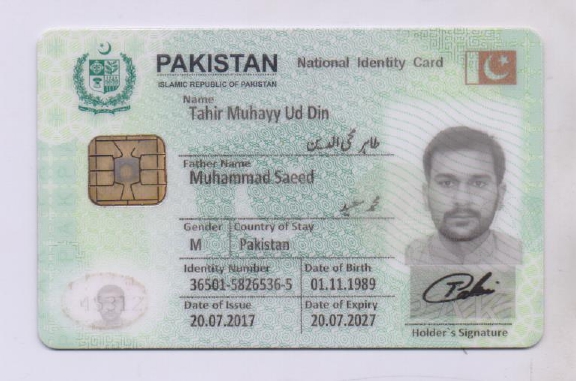 PAKISTAN National Identity Card
ISLAMIC REPUBLIC OF PAKISTAN
Name
Tahir Muhayy Ud Din
طاہر محی الدین
Father Name
Muhammad Saeed
محمد سعید
Gender Country of Stay
M Pakistan
Identity Number Date of Birth
36501-5826536-5 01.11.1989
Date of Issue Date of Expiry
20.07.2017 20.07.2027
Holder's Signature